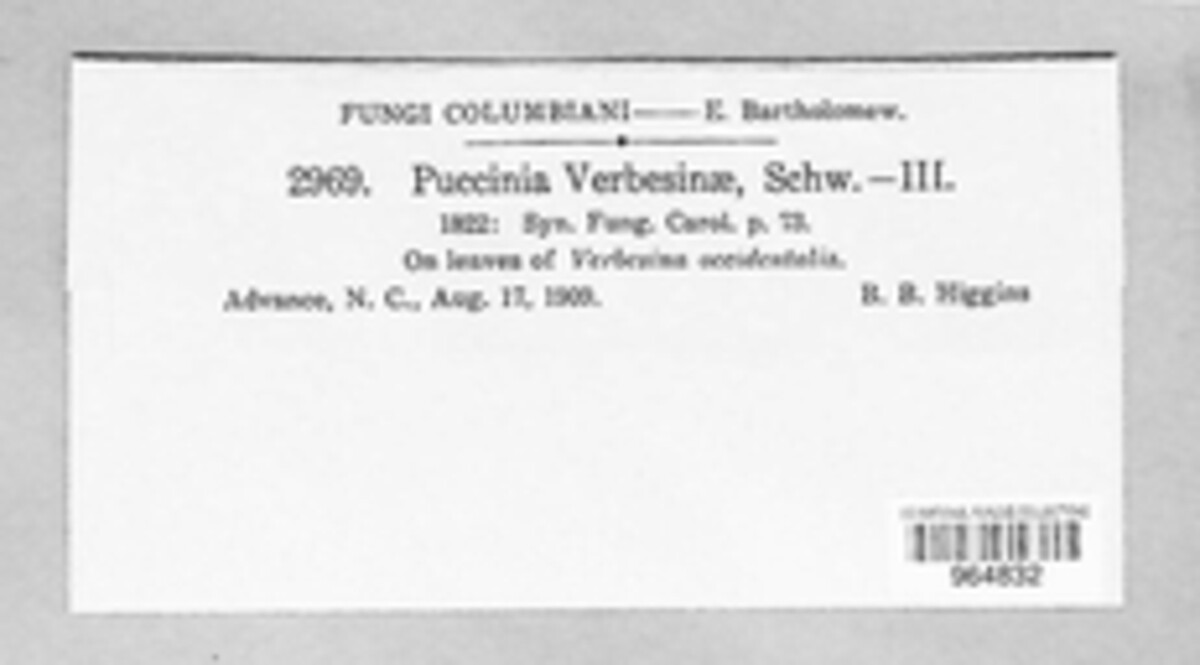 FUNGI COLUMBIANI—— E. Bartholomew.
2969. Puccinia Verbesinæ, Schw.—III.
1822: Syn. Fung. Carol. p. 73.
On leaves of Verbesina occidentalis.
Advance, N. C., Aug. 17, 1909. B. B. Higgins
964832